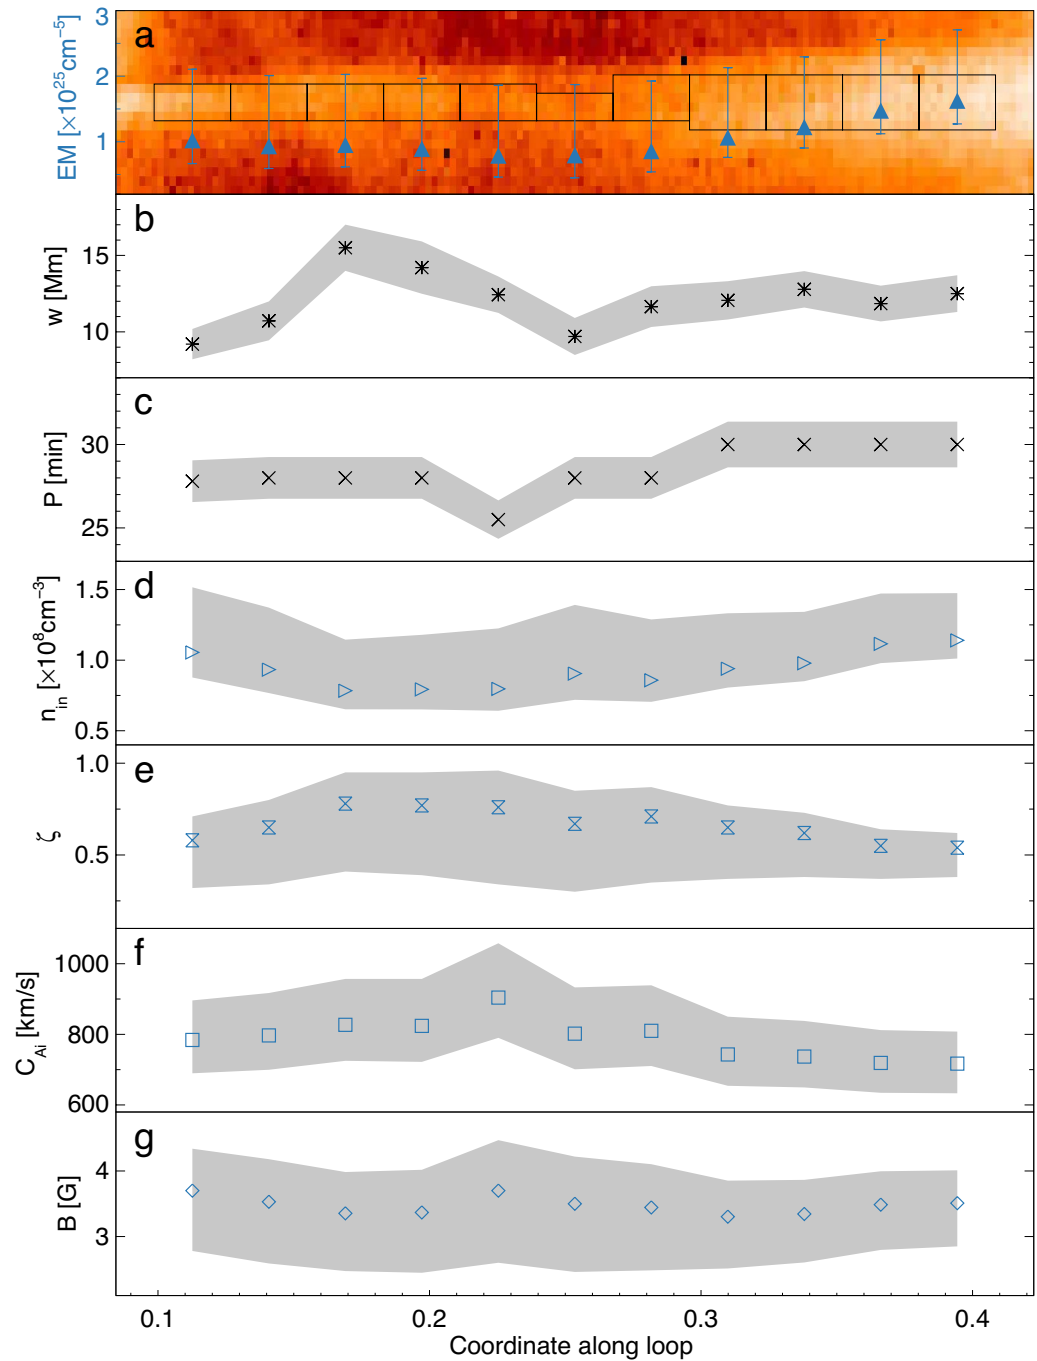 a
EM [×10²⁵cm⁻⁵]
3
2
1
b
w [Mm]
15
10
c
P [min]
30
25
d
n_in [×10⁸cm⁻³]
1.5
1.0
0.5
e
ζ
1.0
0.5
f
C_Ai [km/s]
1000
800
600
g
B [G]
4
3
0.1 0.2 0.3 0.4
Coordinate along loop